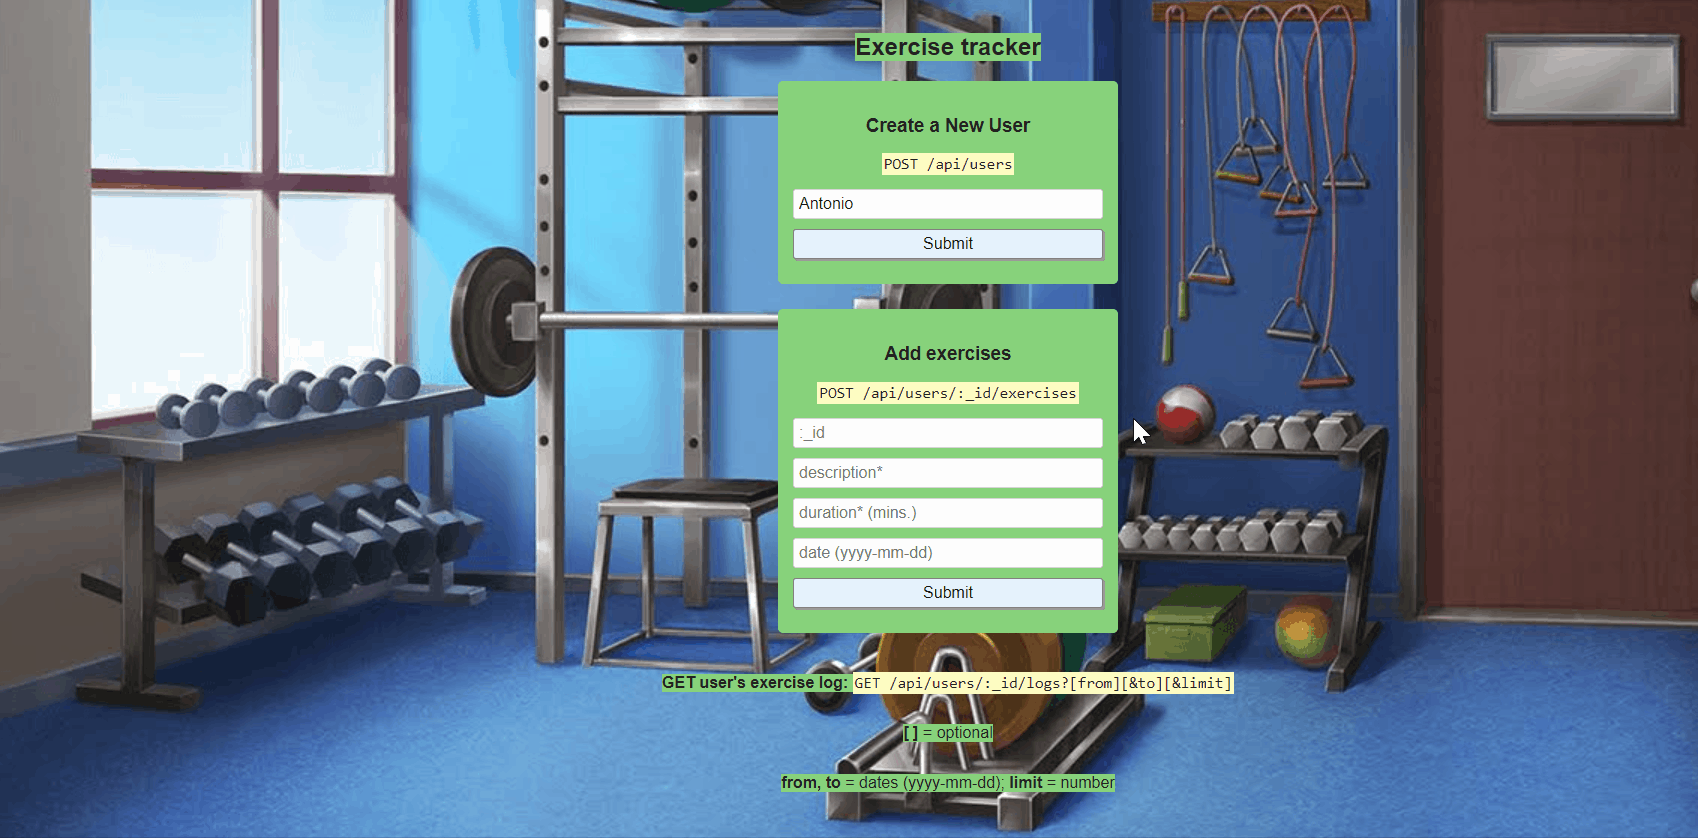 Exercise tracker
Create a New User
POST /api/users
Antonio
Submit
Add exercises
POST /api/users/:_id/exercises
:_id
description*
duration* (mins.)
date (yyyy-mm-dd)
Submit
GET user's exercise log: GET /api/users/:_id/logs?[from][&to][&limit]
[ ] = optional
from, to = dates (yyyy-mm-dd); limit = number